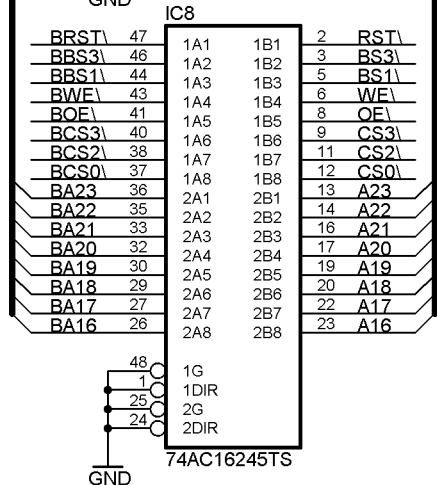 GND
IC8
BRST\ 47 1A1 1B1 2 RST\
BBS3\ 46 1A2 1B2 3 BS3\
BBS1\ 44 1A3 1B3 5 BS1\
BWE\ 43 1A4 1B4 6 WE\
BOE\ 41 1A5 1B5 8 OE\
BCS3\ 40 1A6 1B6 9 CS3\
BCS2\ 38 1A7 1B7 11 CS2\
BCS0\ 37 1A8 1B8 12 CS0\
BA23 36 2A1 2B1 13 A23
BA22 35 2A2 2B2 14 A22
BA21 33 2A3 2B3 16 A21
BA20 32 2A4 2B4 17 A20
BA19 30 2A5 2B5 19 A19
BA18 29 2A6 2B6 20 A18
BA17 27 2A7 2B7 22 A17
BA16 26 2A8 2B8 23 A16
48 1G
1 1DIR
25 2G
24 2DIR
74AC16245TS
GND